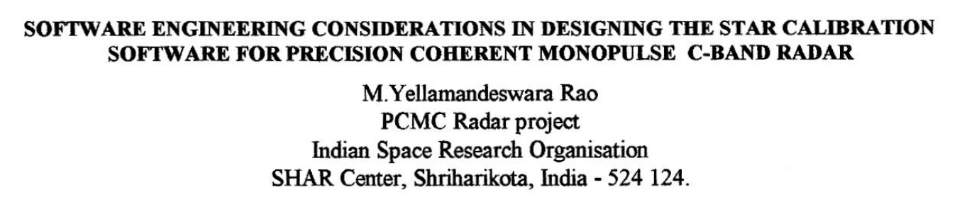 SOFTWARE ENGINEERING CONSIDERATIONS IN DESIGNING THE STAR CALIBRATION
SOFTWARE FOR PRECISION COHERENT MONOPULSE C-BAND RADAR
M.Yellamandeswara Rao
PCMC Radar project
Indian Space Research Organisation
SHAR Center, Shriharikota, India - 524 124.